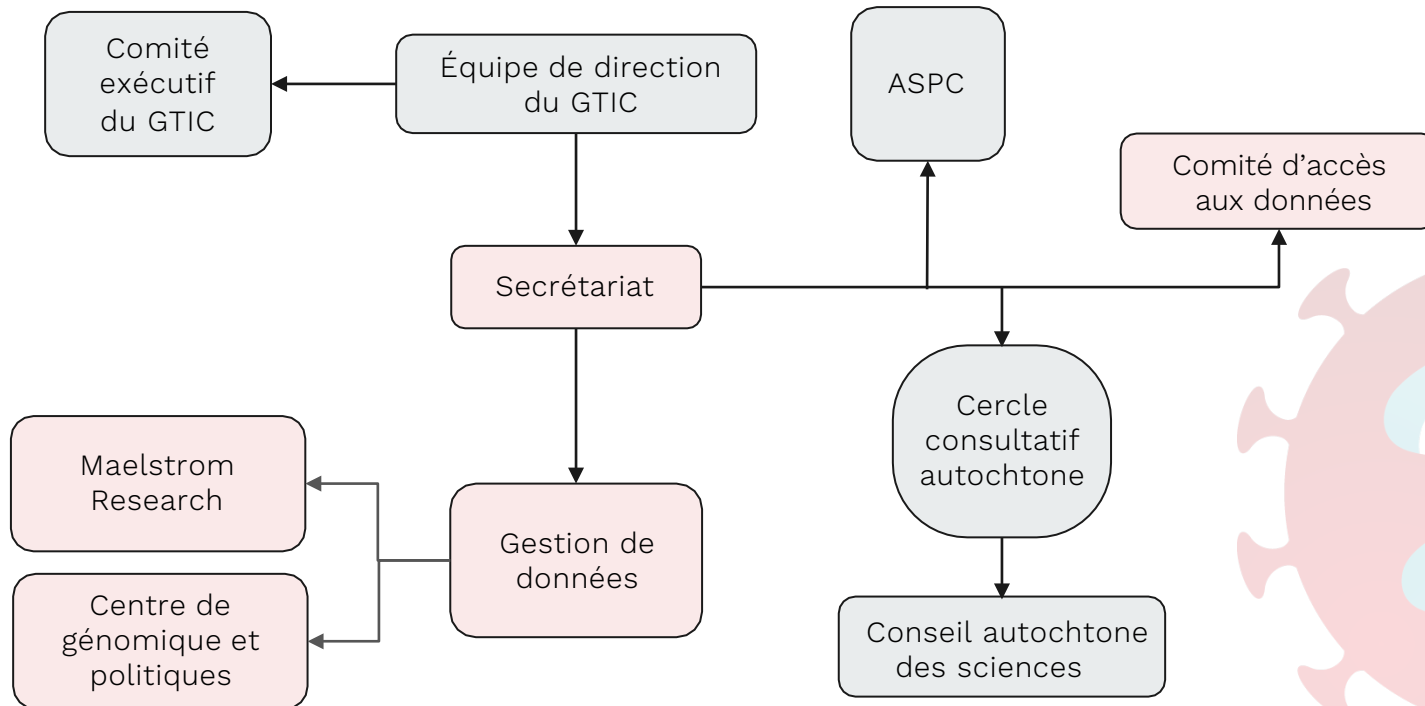 Comité
exécutif
du GTIC
Équipe de direction
du GTIC
ASPC
Comité d’accès
aux données
Secrétariat
Cercle
consultatif
autochtone
Maelstrom
Research
Gestion de
données
Centre de
génomique et
politiques
Conseil autochtone
des sciences